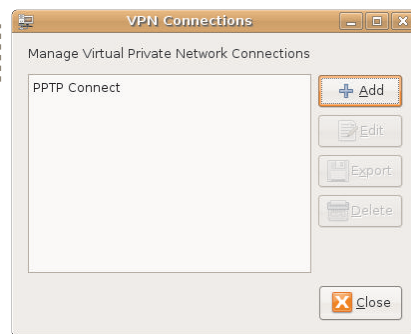 VPN Connections
Manage Virtual Private Network Connections
PPTP Connect
Add
Edit
Export
Delete
Close